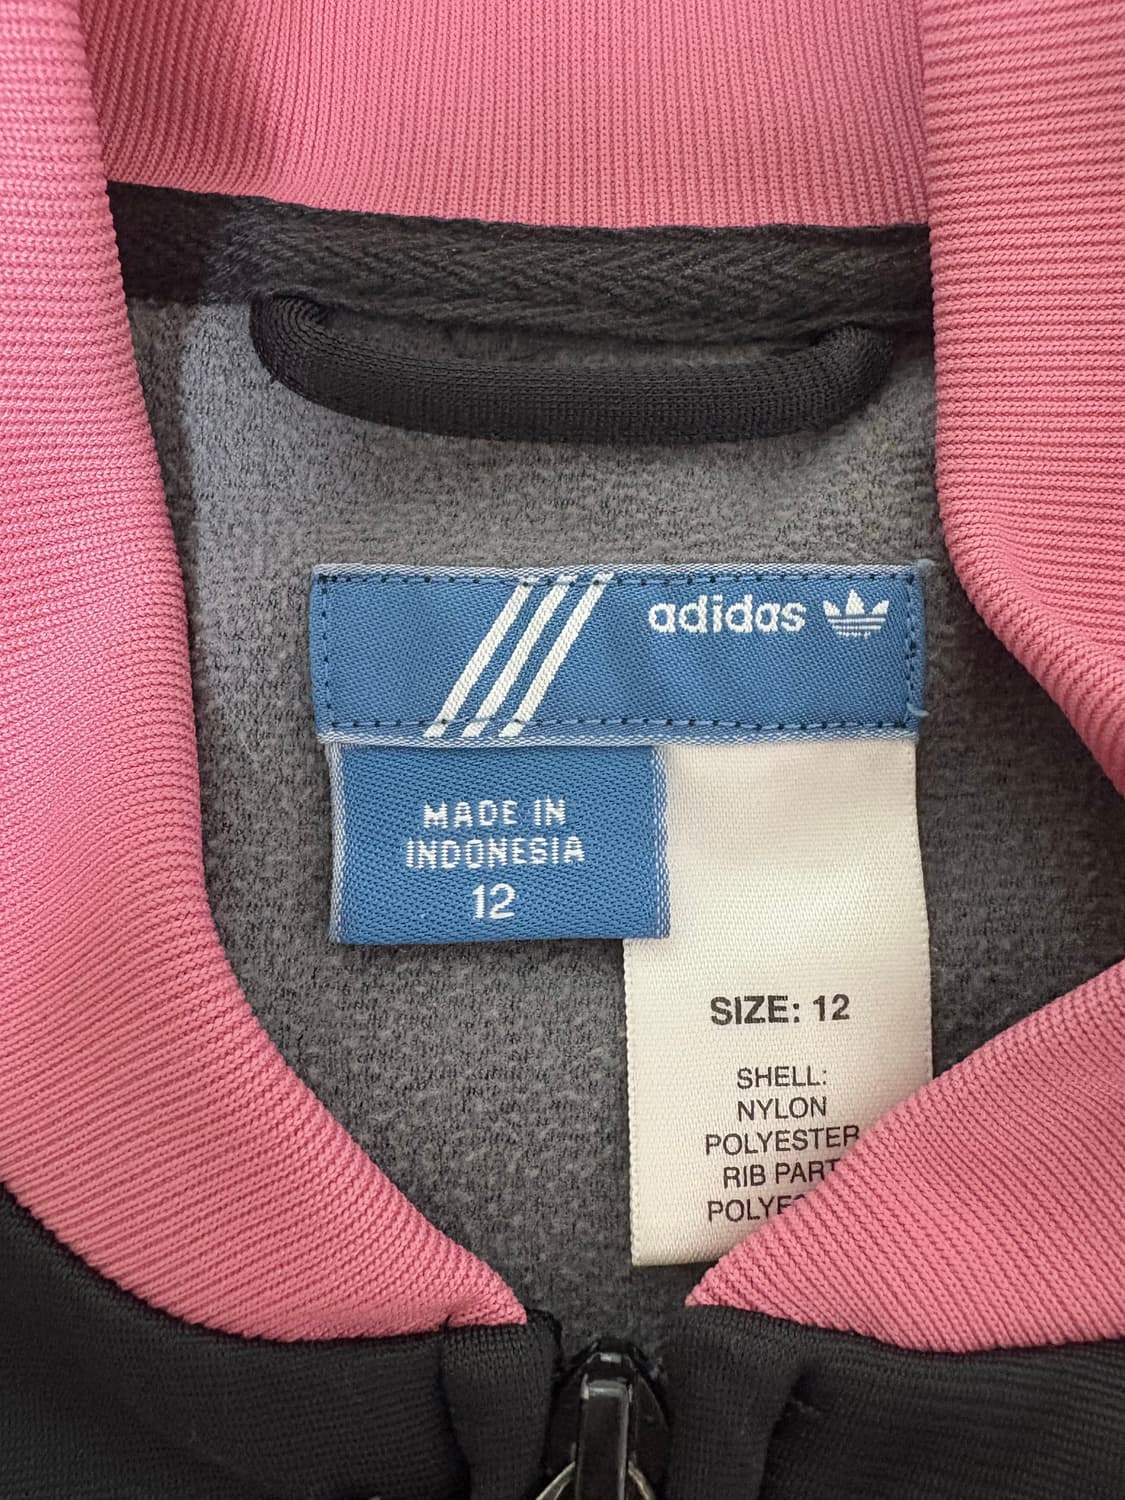 adidas
MADE IN
INDONESIA
12
SIZE: 12
SHELL:
NYLON
POLYESTER
RIB PART